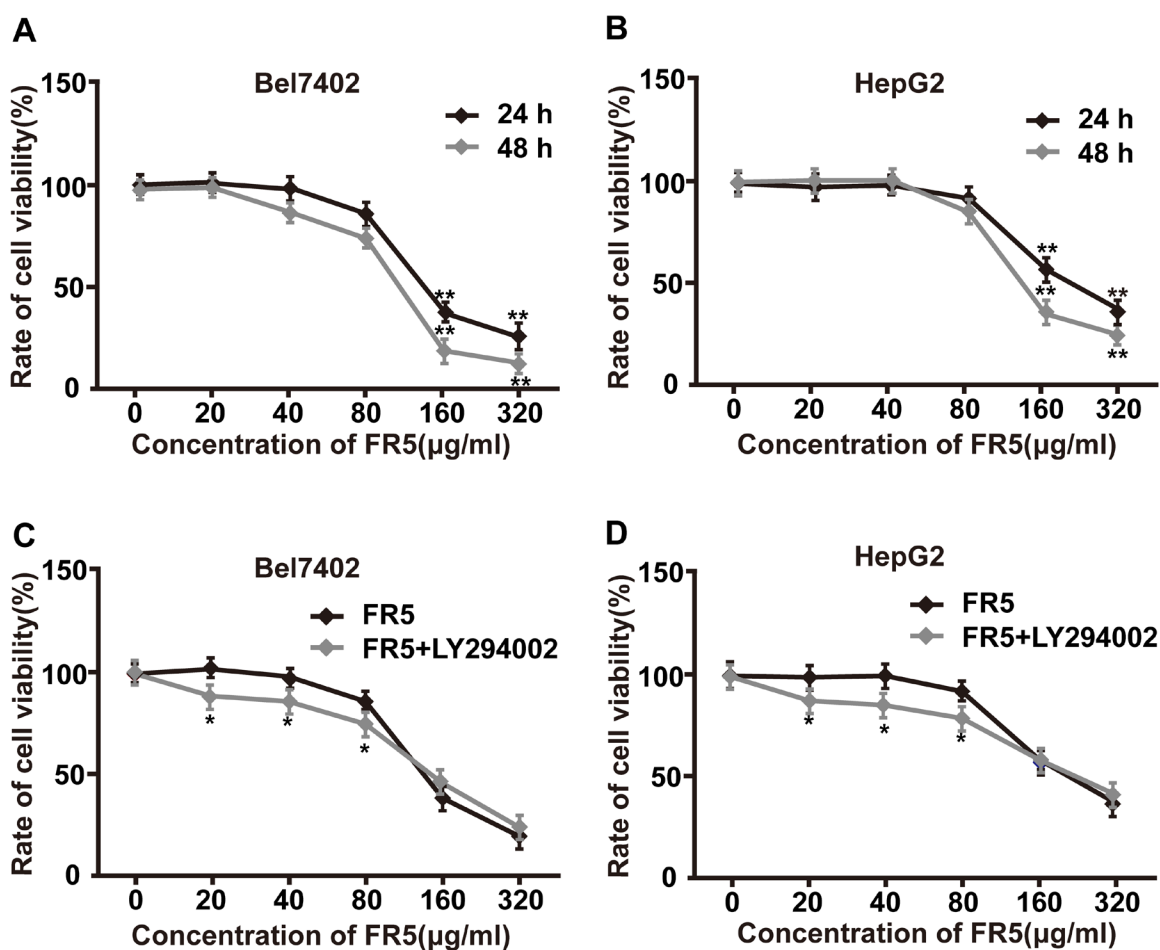 A
Bel7402
Rate of cell viability(%)
150
100
50
0
24 h
48 h
**
**
**
**
0 20 40 80 160 320
Concentration of FR5(μg/ml)
B
HepG2
Rate of cell viability(%)
150
100
50
0
24 h
48 h
**
**
**
**
0 20 40 80 160 320
Concentration of FR5(μg/ml)
C
Bel7402
Rate of cell viability(%)
150
100
50
0
FR5
FR5+LY294002
* * *
0 20 40 80 160 320
Concentration of FR5(μg/ml)
D
HepG2
Rate of cell viability(%)
150
100
50
0
FR5
FR5+LY294002
* * *
0 20 40 80 160 320
Concentration of FR5(μg/ml)